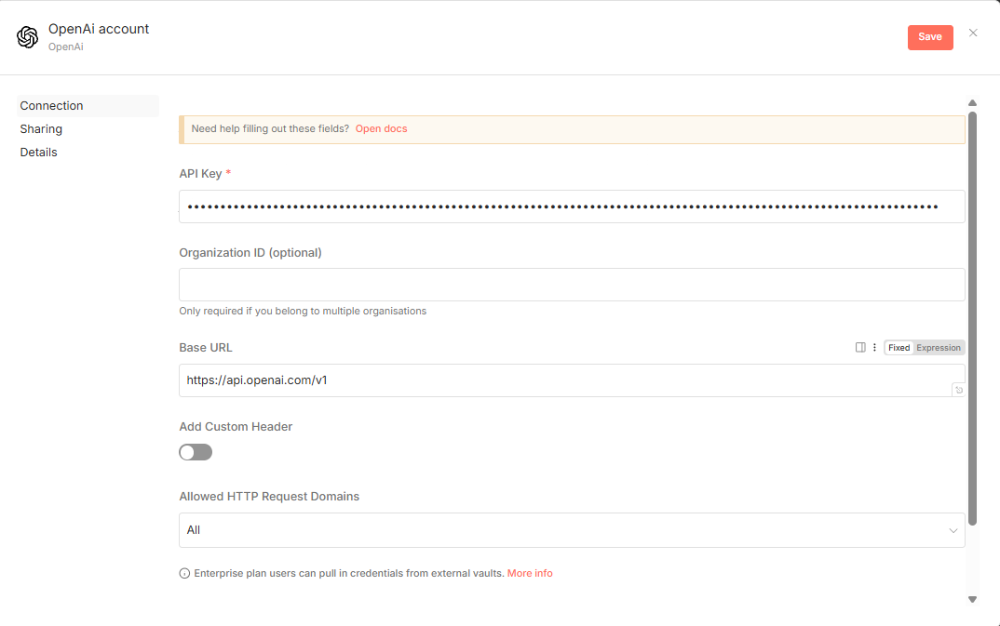 OpenAi account
OpenAi
Save
Connection
Sharing
Details
Need help filling out these fields? Open docs
API Key *
Organization ID (optional)
Only required if you belong to multiple organisations
Base URL
Fixed Expression
https://api.openai.com/v1
Add Custom Header
Allowed HTTP Request Domains
All
Enterprise plan users can pull in credentials from external vaults. More info